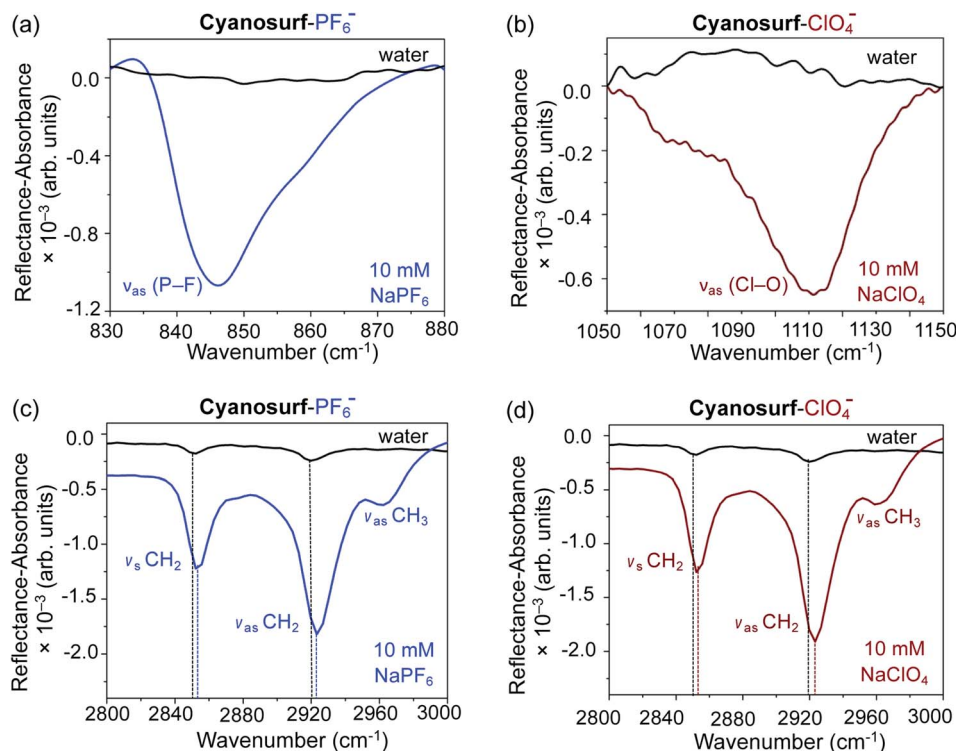 (a)
Cyanosurf-PF₆⁻
water
0.0
-0.4
-0.8
-1.2
Reflectance-Absorbance
× 10⁻³ (arb. units)
νas (P–F)
10 mM
NaPF₆
830 840 850 860 870 880
Wavenumber (cm⁻¹)
(b)
Cyanosurf-ClO₄⁻
water
0.0
-0.2
-0.4
-0.6
Reflectance-Absorbance
× 10⁻³ (arb. units)
νas (Cl–O)
10 mM
NaClO₄
1050 1070 1090 1110 1130 1150
Wavenumber (cm⁻¹)
(c)
Cyanosurf-PF₆⁻
water
0.0
-0.5
-1.0
-1.5
-2.0
Reflectance-Absorbance
× 10⁻³ (arb. units)
νas CH₃
νs CH₂
νas CH₂
10 mM
NaPF₆
2800 2840 2880 2920 2960 3000
Wavenumber (cm⁻¹)
(d)
Cyanosurf-ClO₄⁻
water
0.0
-0.5
-1.0
-1.5
-2.0
Reflectance-Absorbance
× 10⁻³ (arb. units)
νas CH₃
νs CH₂
νas CH₂
10 mM
NaClO₄
2800 2840 2880 2920 2960 3000
Wavenumber (cm⁻¹)